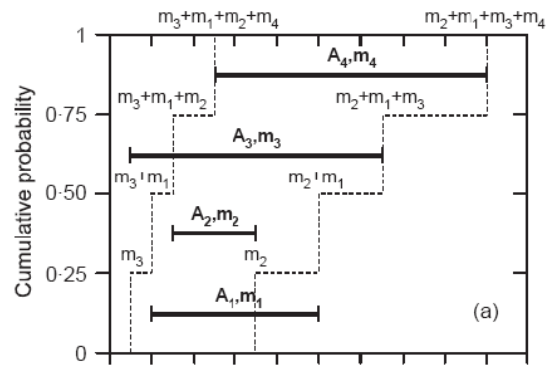 m₃+m₁+m₂+m₄ m₂+m₁+m₃+m₄
1
A₄,m₄
m₃+m₁+m₂ m₂+m₁+m₃
0·75
A₃,m₃
m₃+m₁ m₂+m₁
0·50
A₂,m₂
m₃ m₂
0·25
A₁,m₁
(a)
0
Cumulative probability